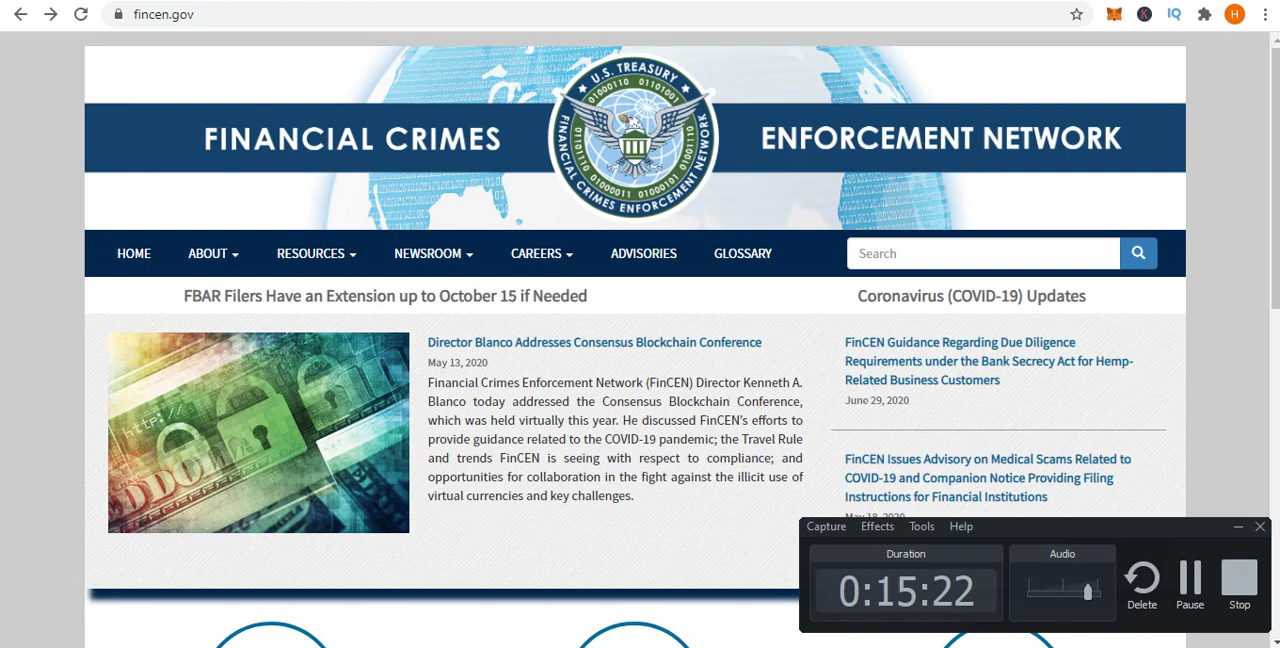 fincen.gov
K
IQ
H
U.S. TREASURY
FINANCIAL CRIMES ENFORCEMENT NETWORK
FINANCIAL CRIMES
ENFORCEMENT NETWORK
HOME ABOUT RESOURCES NEWSROOM CAREERS ADVISORIES GLOSSARY Search
FBAR Filers Have an Extension up to October 15 if Needed
Coronavirus (COVID-19) Updates
http://
Director Blanco Addresses Consensus Blockchain Conference
May 13, 2020
Financial Crimes Enforcement Network (FinCEN) Director Kenneth A.
Blanco today addressed the Consensus Blockchain Conference,
which was held virtually this year. He discussed FinCEN's efforts to
provide guidance related to the COVID-19 pandemic; the Travel Rule
and trends FinCEN is seeing with respect to compliance; and
opportunities for collaboration in the fight against the illicit use of
virtual currencies and key challenges.
FinCEN Guidance Regarding Due Diligence
Requirements under the Bank Secrecy Act for Hemp-
Related Business Customers
June 29, 2020
FinCEN Issues Advisory on Medical Scams Related to
COVID-19 and Companion Notice Providing Filing
Instructions for Financial Institutions
May 18, 2020
Capture Effects Tools Help
Duration
0:15:22
Audio
Delete
Pause
Stop